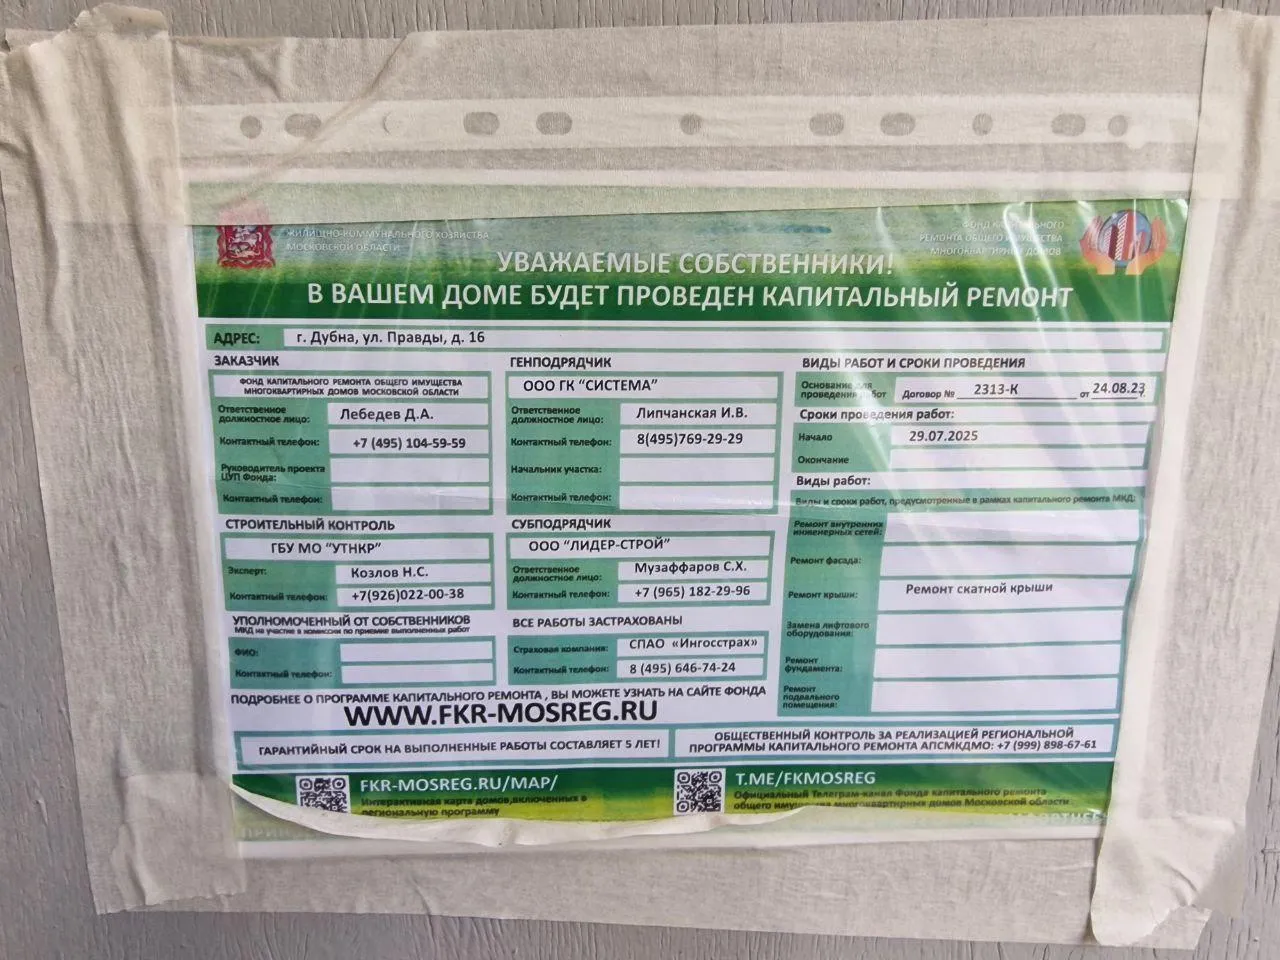 ЖИЛИЩНО-КОММУНАЛЬНОГО ХОЗЯЙСТВА
МОСКОВСКОЙ ОБЛАСТИ
ФОНД КАПИТАЛЬНОГО
РЕМОНТА ОБЩЕГО ИМУЩЕСТВА
МНОГОКВАРТИРНЫХ ДОМОВ
УВАЖАЕМЫЕ СОБСТВЕННИКИ!
В ВАШЕМ ДОМЕ БУДЕТ ПРОВЕДЕН КАПИТАЛЬНЫЙ РЕМОНТ
АДРЕС: г. Дубна, ул. Правды, д. 16
ЗАКАЗЧИК
ФОНД КАПИТАЛЬНОГО РЕМОНТА ОБЩЕГО ИМУЩЕСТВА
МНОГОКВАРТИРНЫХ ДОМОВ МОСКОВСКОЙ ОБЛАСТИ
Ответственное
должностное лицо: Лебедев Д.А.
Контактный телефон: +7 (495) 104-59-59
Руководитель проекта
ЦУП Фонда:
Контактный телефон:
СТРОИТЕЛЬНЫЙ КОНТРОЛЬ
ГБУ МО "УТНКР"
Эксперт: Козлов Н.С.
Контактный телефон: +7(926)022-00-38
УПОЛНОМОЧЕННЫЙ ОТ СОБСТВЕННИКОВ
МКД на участие в комиссии по приемке выполненных работ
ФИО:
Контактный телефон:
ГЕНПОДРЯДЧИК
ООО ГК "СИСТЕМА"
Ответственное
должностное лицо: Липчанская И.В.
Контактный телефон: 8(495)769-29-29
Начальник участка:
Контактный телефон:
СУБПОДРЯДЧИК
ООО "ЛИДЕР-СТРОЙ"
Ответственное
должностное лицо: Музаффаров С.Х.
Контактный телефон: +7 (965) 182-29-96
ВСЕ РАБОТЫ ЗАСТРАХОВАНЫ
Страховая компания: СПАО «Ингосстрах»
Контактный телефон: 8 (495) 646-74-24
ВИДЫ РАБОТ И СРОКИ ПРОВЕДЕНИЯ
Основание для
проведения работ Договор № 2313-К от 24.08.23
Сроки проведения работ:
Начало 29.07.2025
Окончание
Виды работ:
Виды и сроки работ, предусмотренные в рамках капитального ремонта МКД:
Ремонт внутренних
инженерных сетей:
Ремонт фасада:
Ремонт крыши: Ремонт скатной крыши
Замена лифтового
оборудования:
Ремонт
фундамента:
Ремонт
подвального
помещения:
ПОДРОБНЕЕ О ПРОГРАММЕ КАПИТАЛЬНОГО РЕМОНТА , ВЫ МОЖЕТЕ УЗНАТЬ НА САЙТЕ ФОНДА
WWW.FKR-MOSREG.RU
ГАРАНТИЙНЫЙ СРОК НА ВЫПОЛНЕННЫЕ РАБОТЫ СОСТАВЛЯЕТ 5 ЛЕТ!
ОБЩЕСТВЕННЫЙ КОНТРОЛЬ ЗА РЕАЛИЗАЦИЕЙ РЕГИОНАЛЬНОЙ
ПРОГРАММЫ КАПИТАЛЬНОГО РЕМОНТА АПСМКДМО: +7 (999) 898-67-61
FKR-MOSREG.RU/MAP/
Интерактивная карта домов,включенных в
региональную программу
T.ME/FKMOSREG
Официальный Телеграм-канал Фонда капитального ремонта
общего имущества многоквартирных домов Московской области